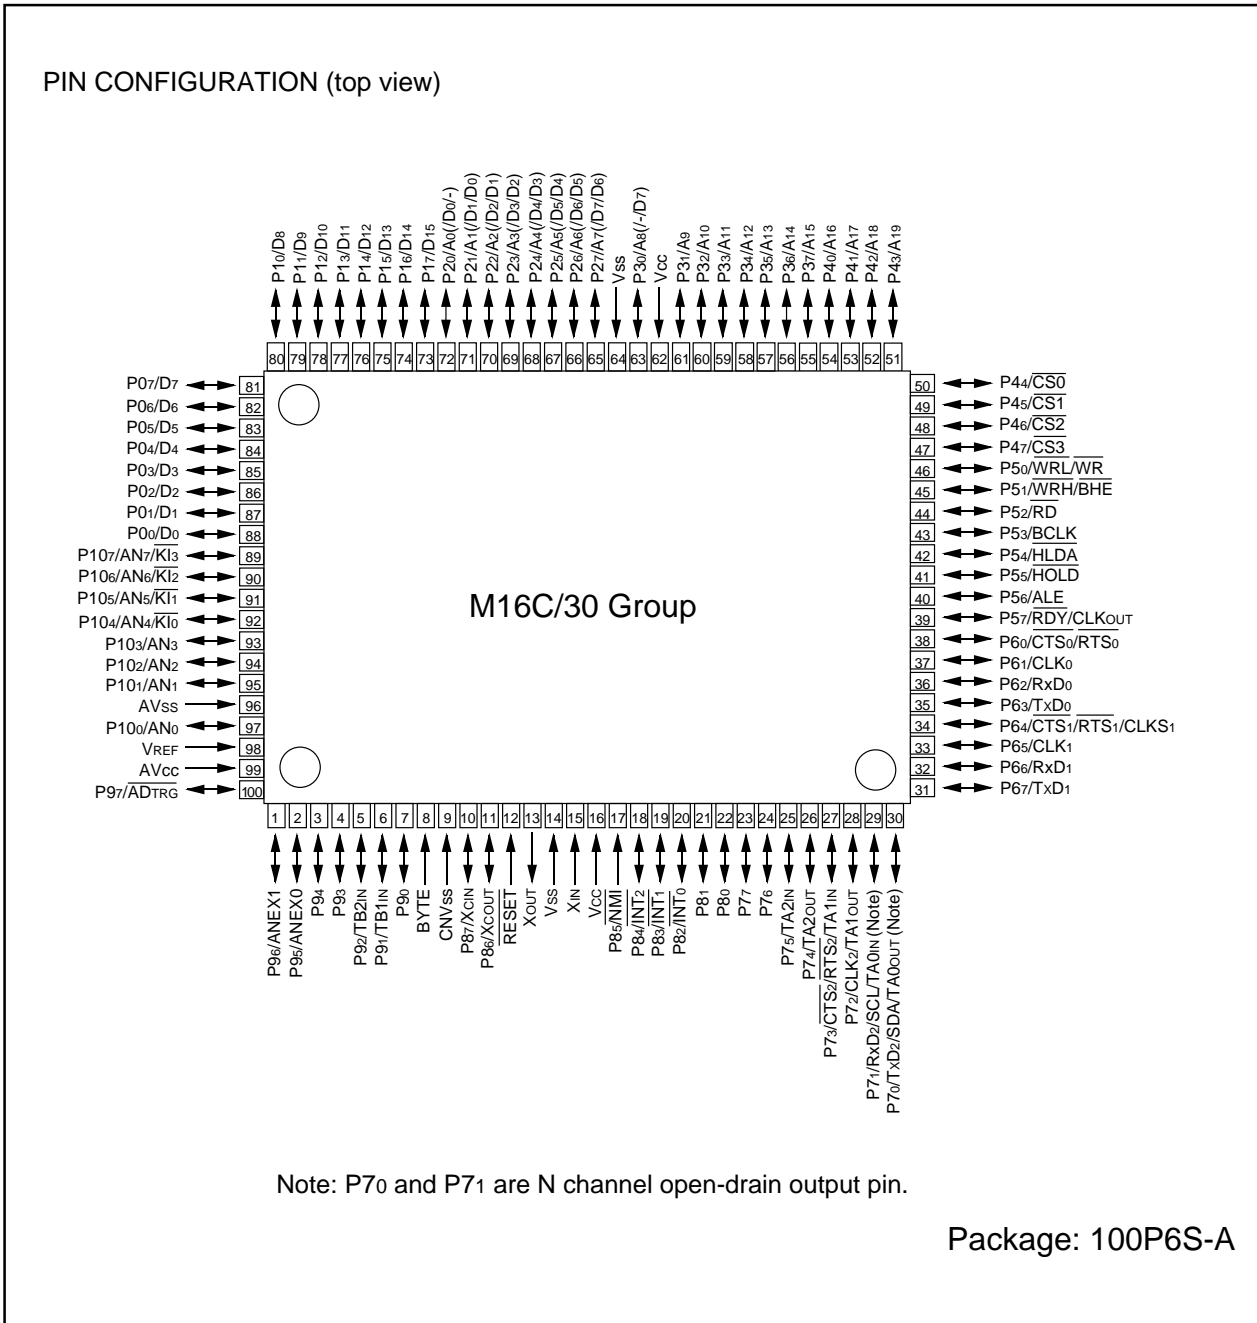 PIN CONFIGURATION (top view)
P10/D8
P11/D9
P12/D10
P13/D11
P14/D12
P15/D13
P16/D14
P17/D15
P20/A0(/D0/-)
P21/A1(/D1/D0)
P22/A2(/D2/D1)
P23/A3(/D3/D2)
P24/A4(/D4/D3)
P25/A5(/D5/D4)
P26/A6(/D6/D5)
P27/A7(/D7/D6)
Vss
P30/A8(/-/D7)
Vcc
P31/A9
P32/A10
P33/A11
P34/A12
P35/A13
P36/A14
P37/A15
P40/A16
P41/A17
P42/A18
P43/A19
80 79 78 77 76 75 74 73 72 71 70 69 68 67 66 65 64 63 62 61 60 59 58 57 56 55 54 53 52 51
P07/D7 81
P06/D6 82
P05/D5 83
P04/D4 84
P03/D3 85
P02/D2 86
P01/D1 87
P00/D0 88
P107/AN7/KI3 89
P106/AN6/KI2 90
P105/AN5/KI1 91
P104/AN4/KI0 92
P103/AN3 93
P102/AN2 94
P101/AN1 95
AVss 96
P100/AN0 97
VREF 98
AVcc 99
P97/ADTRG 100
M16C/30 Group
50 P44/CS0
49 P45/CS1
48 P46/CS2
47 P47/CS3
46 P50/WRL/WR
45 P51/WRH/BHE
44 P52/RD
43 P53/BCLK
42 P54/HLDA
41 P55/HOLD
40 P56/ALE
39 P57/RDY/CLKOUT
38 P60/CTS0/RTS0
37 P61/CLK0
36 P62/RxD0
35 P63/TxD0
34 P64/CTS1/RTS1/CLKS1
33 P65/CLK1
32 P66/RxD1
31 P67/TxD1
1 2 3 4 5 6 7 8 9 10 11 12 13 14 15 16 17 18 19 20 21 22 23 24 25 26 27 28 29 30
P96/ANEX1
P95/ANEX0
P94
P93
P92/TB2IN
P91/TB1IN
P90
BYTE
CNVss
P87/XCIN
P86/XCOUT
RESET
XOUT
Vss
XIN
VCC
P85/NMI
P84/INT2
P83/INT1
P82/INT0
P81
P80
P77
P76
P75/TA2IN
P74/TA2OUT
P73/CTS2/RTS2/TA1IN
P72/CLK2/TA1OUT
P71/RxD2/SCL/TA0IN (Note)
P70/TxD2/SDA/TA0OUT (Note)
Note: P70 and P71 are N channel open-drain output pin.
Package: 100P6S-A